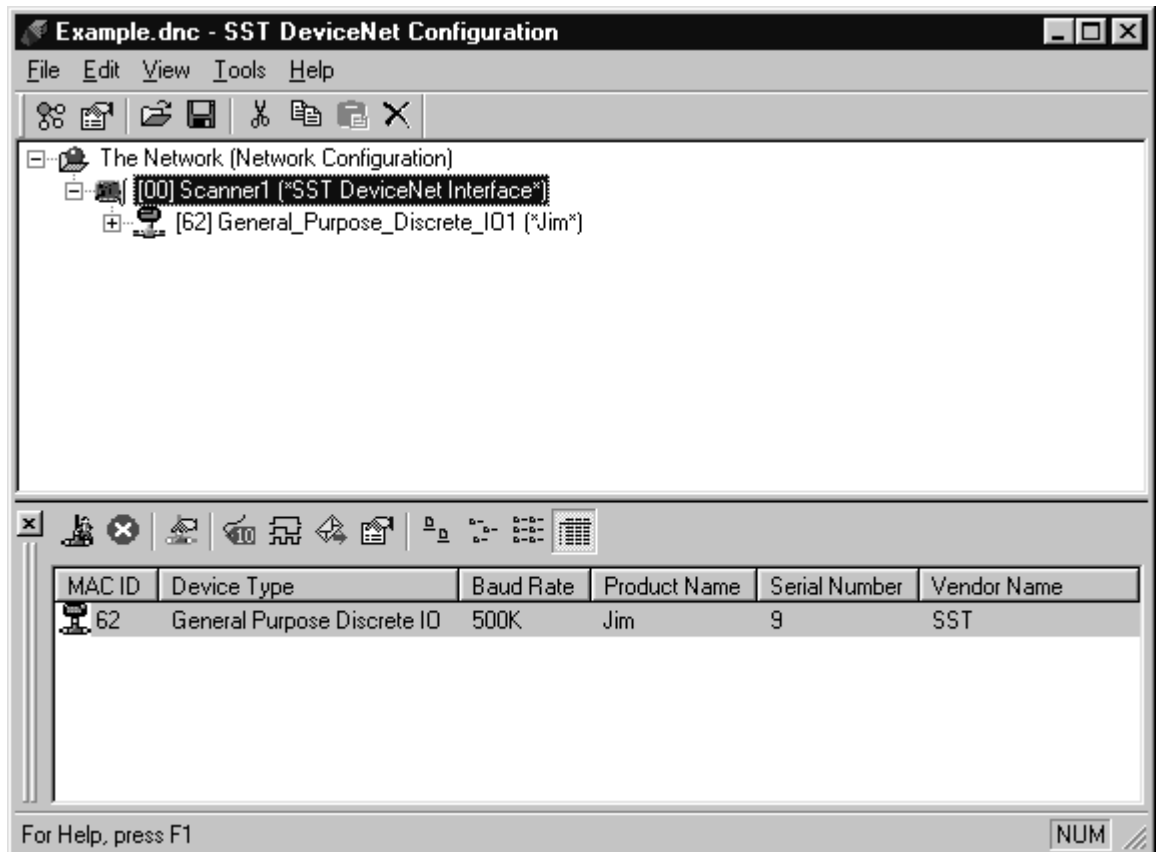 Example.dnc - SST DeviceNet Configuration
File Edit View Tools Help
The Network (Network Configuration)
[00] Scanner1 (*SST DeviceNet Interface*)
[62] General_Purpose_Discrete_IO1 (*Jim*)
MAC ID Device Type Baud Rate Product Name Serial Number Vendor Name
62 General Purpose Discrete IO 500K Jim 9 SST
For Help, press F1 NUM